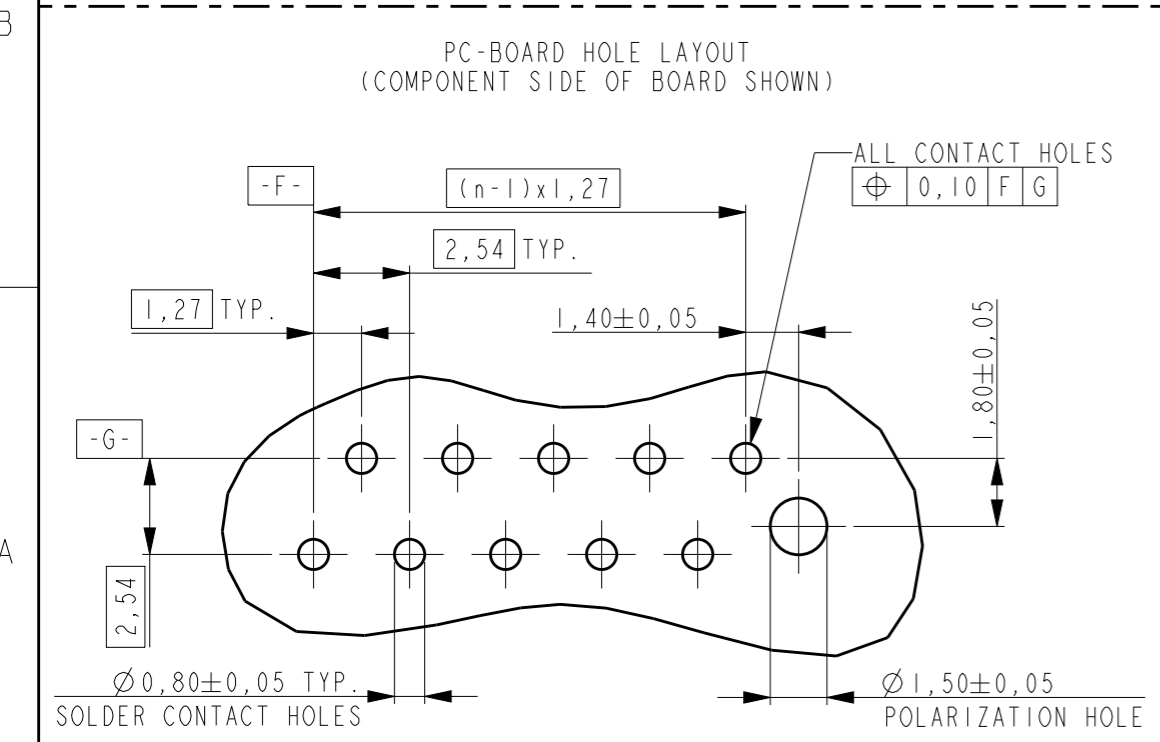 B
PC-BOARD HOLE LAYOUT
(COMPONENT SIDE OF BOARD SHOWN)
ALL CONTACT HOLES
⌖ 0,10 F G
-F-
(n-1)x1,27
2,54 TYP.
1,27 TYP.
1,40±0,05
1,80±0,05
-G-
A
2,54
Ø0,80±0,05 TYP.
SOLDER CONTACT HOLES
Ø1,50±0,05
POLARIZATION HOLE